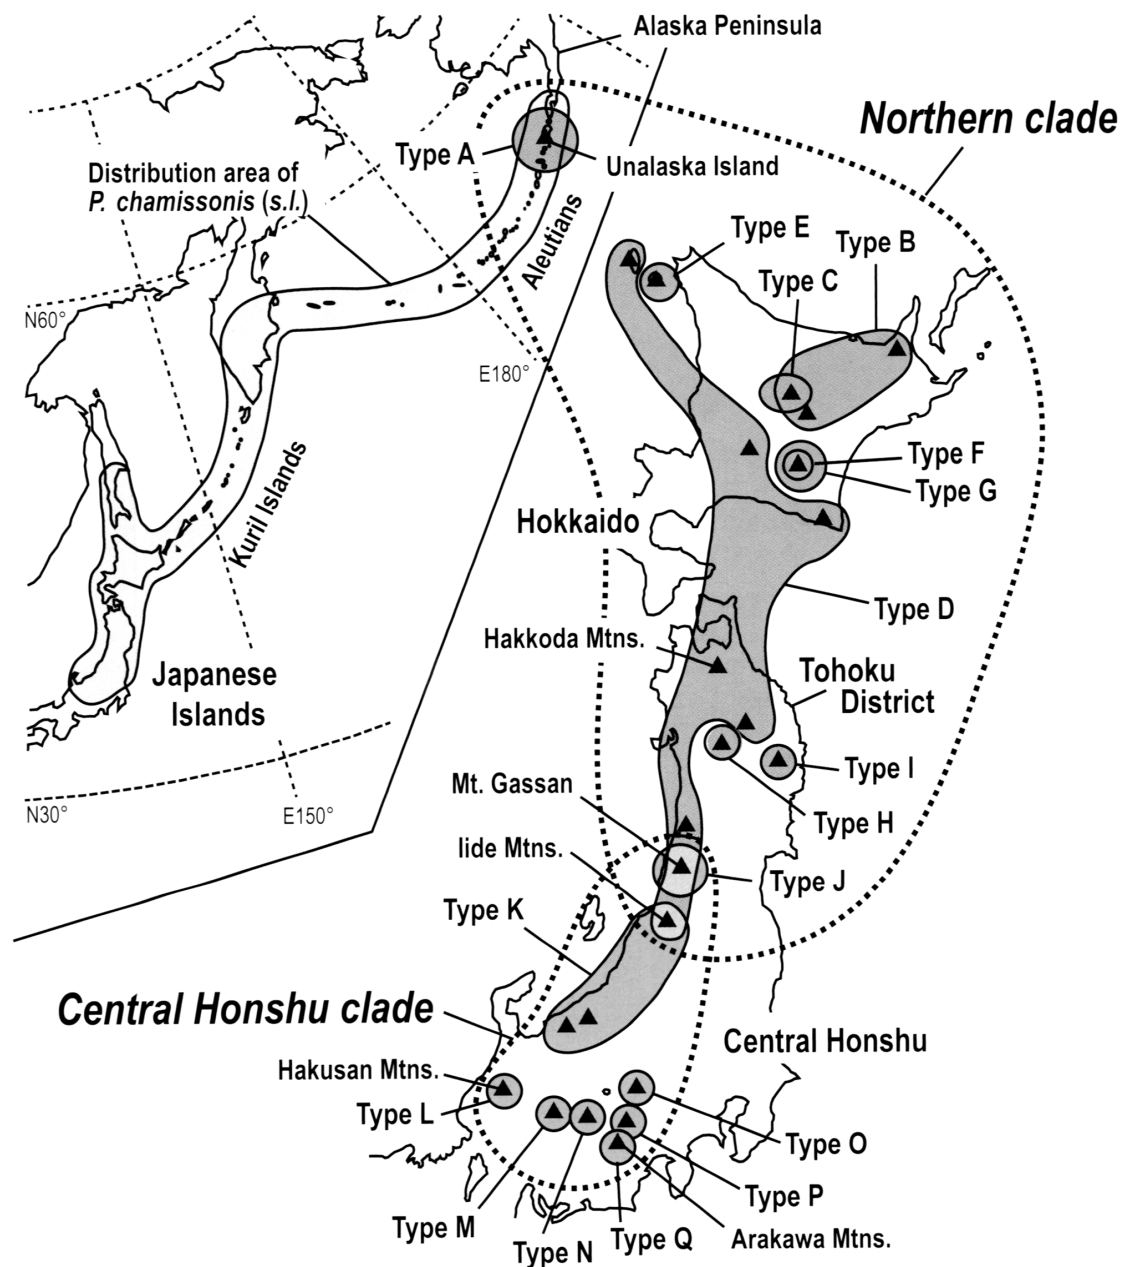 Alaska Peninsula
Northern clade
Type A
Unalaska Island
Distribution area of
P. chamissonis (s.l.)
Aleutians
Type E
Type B
Type C
N60°
E180°
Type F
Type G
Kuril Islands
Hokkaido
Type D
Hakkoda Mtns.
Japanese
Islands
Tohoku
District
Type I
Mt. Gassan
N30°
E150°
Type H
Iide Mtns.
Type J
Type K
Central Honshu clade
Central Honshu
Hakusan Mtns.
Type L
Type O
Type P
Type M
Type N
Type Q
Arakawa Mtns.